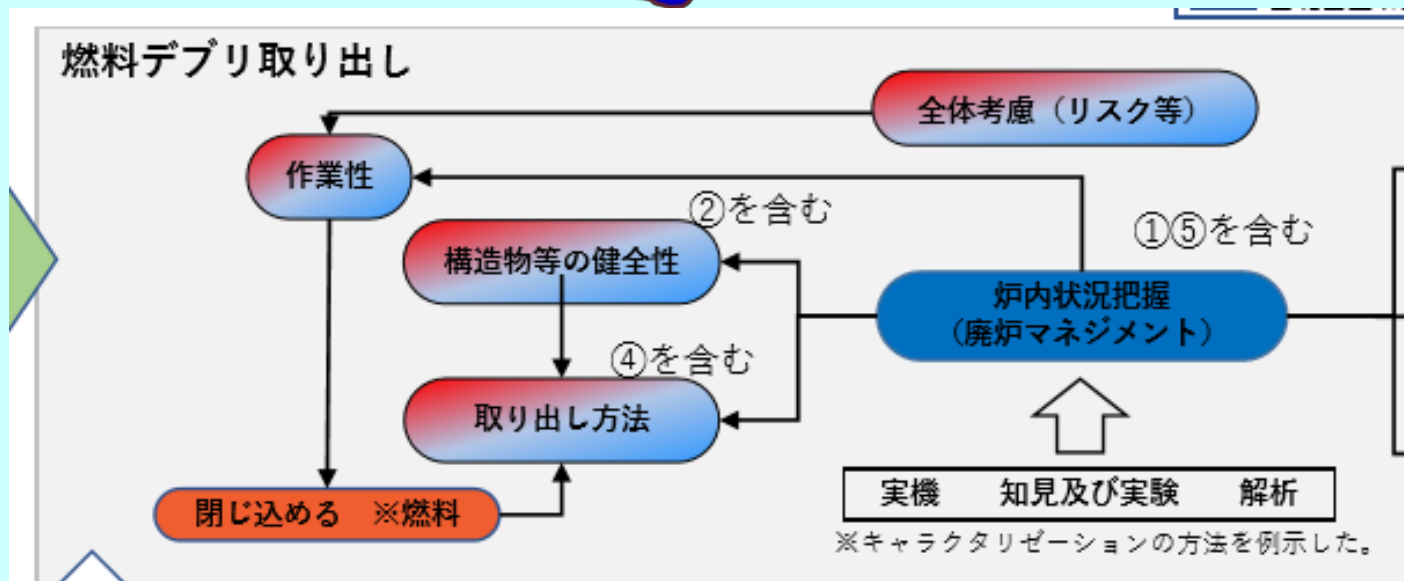 燃料デブリ取り出し
全体考慮（リスク等）
作業性
②を含む
①⑤を含む
構造物等の健全性
炉内状況把握
（廃炉マネジメント）
④を含む
取り出し方法
閉じ込める　※燃料
実機　知見及び実験　解析
※キャラクタリゼーションの方法を例示した。